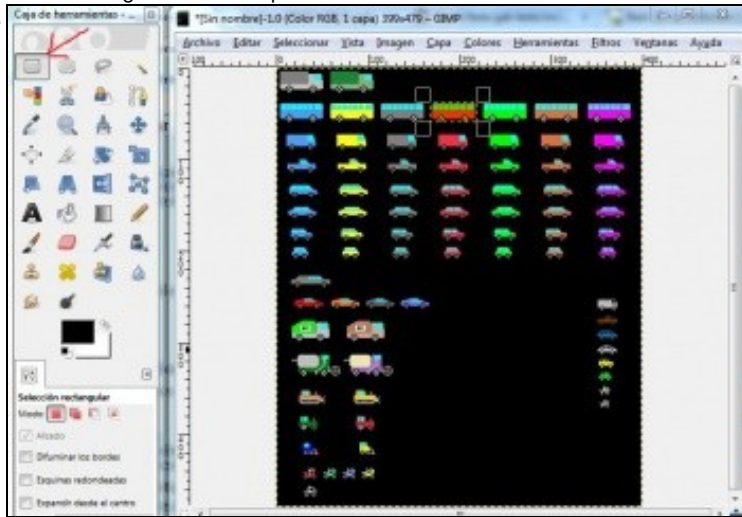 Caja de herramientas - ...
*[Sin nombre]-1.0 (Color RGB, 1 capa) 399x479 – GIMP
Archivo Editar Seleccionar Vista Imagen Capa Colores Herramientas Filtros Ventanas Ayuda
A
Selección rectangular
Modo:
Alisado
Difuminar los bordes
Esquinas redondeadas
Expandir desde el centro